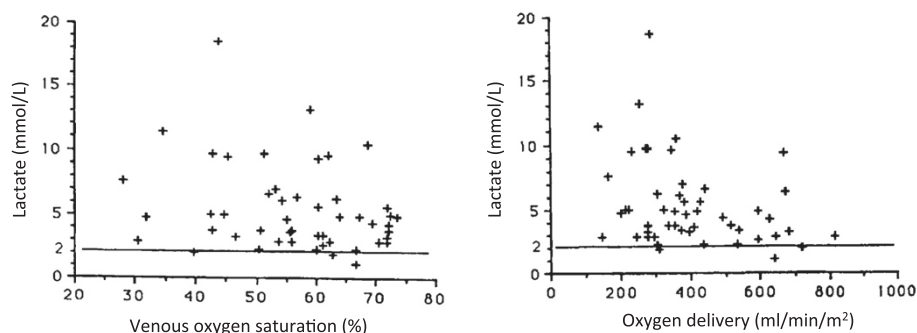 20
15
10
5
2
0
Lactate (mmol/L)
20 30 40 50 60 70 80
Venous oxygen saturation (%)
20
15
10
5
2
0
Lactate (mmol/L)
200 400 600 800 1000
Oxygen delivery (ml/min/m²)